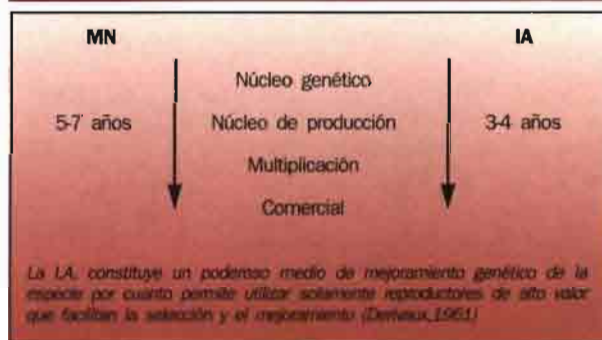 MN IA
Núcleo genético
5-7 años Núcleo de producción 3-4 años
Multiplicación
Comercial
La I.A. constituye un poderoso medio de mejoramiento genético de la
especie por cuanto permite utilizar solamente reproductores de alto valor
que facilitan la selección y el mejoramiento (Derivaux,1961)